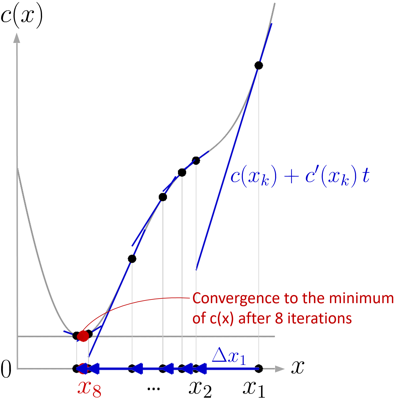 c(x)
c(x_k) + c′(x_k) t
Convergence to the minimum
of c(x) after 8 iterations
0
Δx_1
x
x_8
...
x_2
x_1